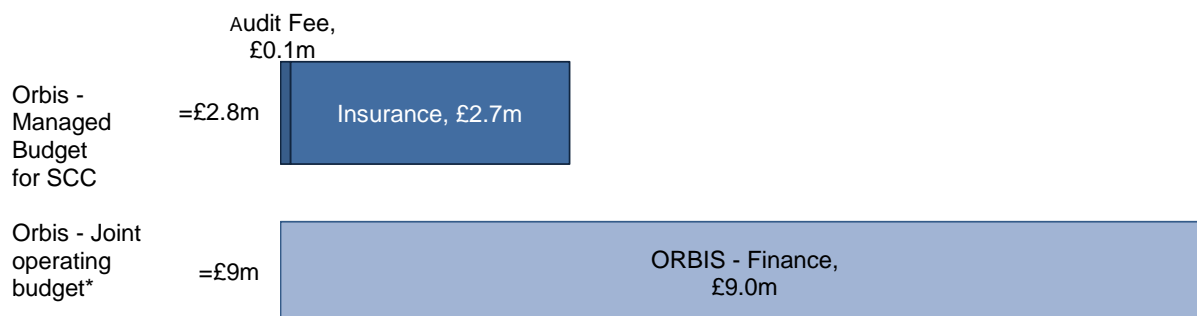 Audit Fee,
£0.1m
Orbis -
Managed
Budget
for SCC
=£2.8m
Insurance, £2.7m
Orbis - Joint
operating
budget*
=£9m
ORBIS - Finance,
£9.0m